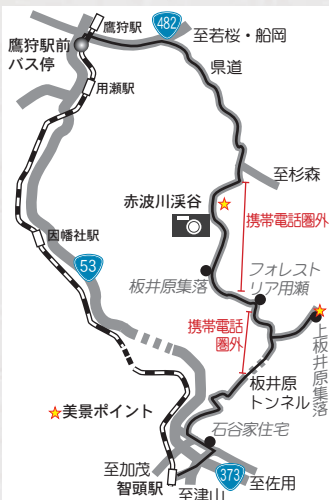 鷹狩駅
482
至若桜・船岡
鷹狩駅前
バス停
県道
用瀬駅
至杉森
赤波川渓谷
携帯電話圏外
因幡社駅
53
板井原集落
フォレスト
リア用瀬
携帯電話
圏外
上板井原集落
板井原
トンネル
美景ポイント
石谷家住宅
至加茂
智頭駅
373
至佐用
至津山